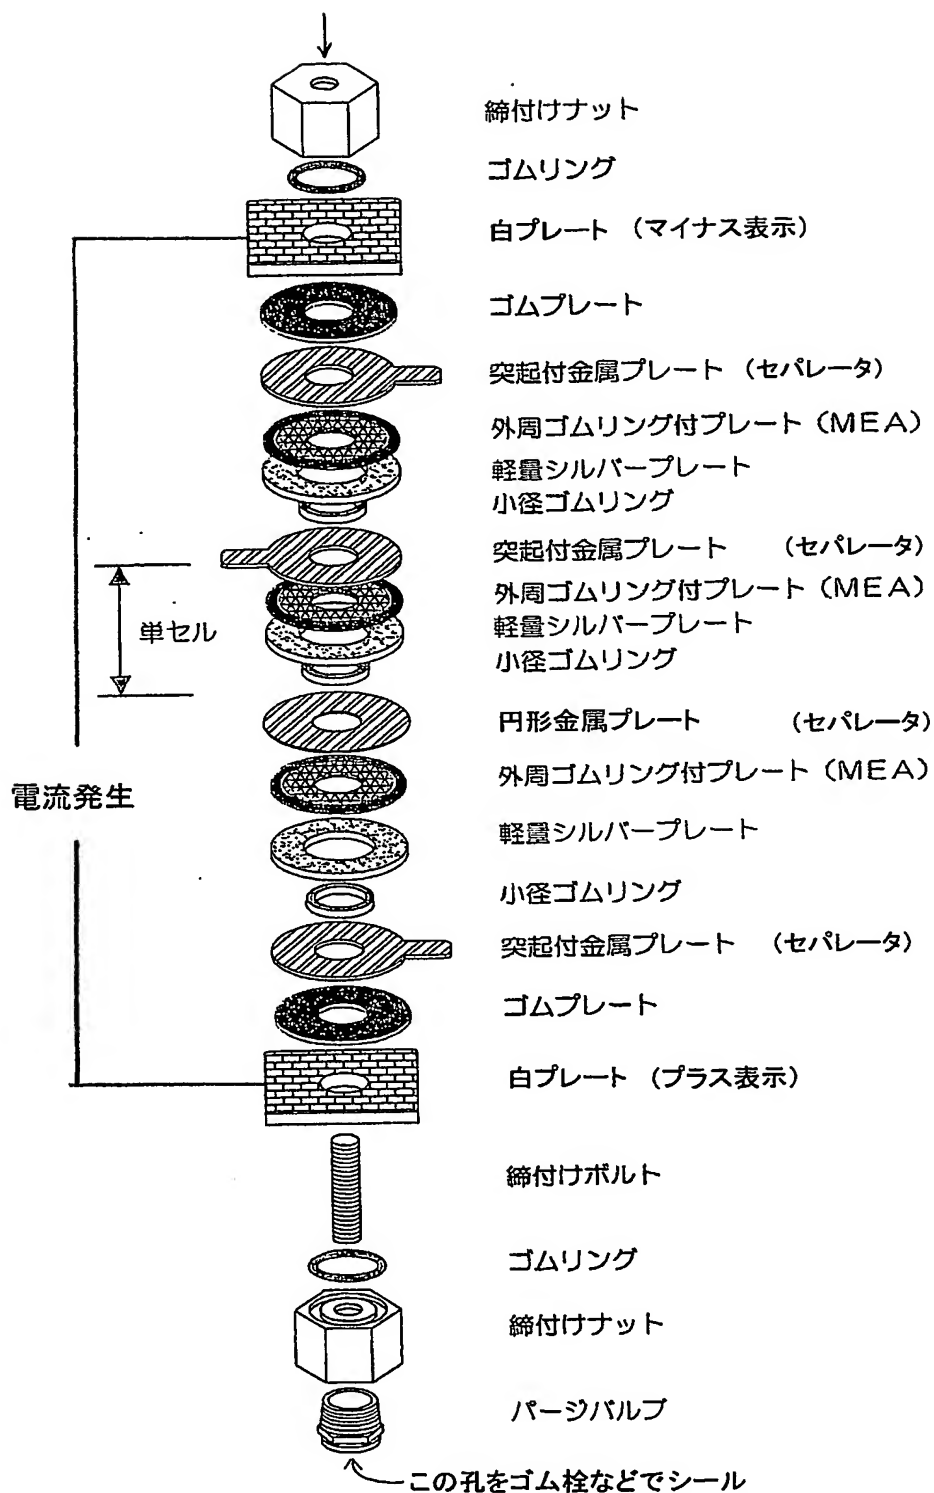 締付けナット
ゴムリング
白プレート (マイナス表示)
ゴムプレート
突起付金属プレート (セパレータ)
外周ゴムリング付プレート (MEA)
軽量シルバープレート
小径ゴムリング
突起付金属プレート (セパレータ)
外周ゴムリング付プレート (MEA)
軽量シルバープレート
単セル
小径ゴムリング
円形金属プレート (セパレータ)
外周ゴムリング付プレート (MEA)
電流発生
軽量シルバープレート
小径ゴムリング
突起付金属プレート (セパレータ)
ゴムプレート
白プレート (プラス表示)
締付けボルト
ゴムリング
締付けナット
パージバルブ
この孔をゴム栓などでシール